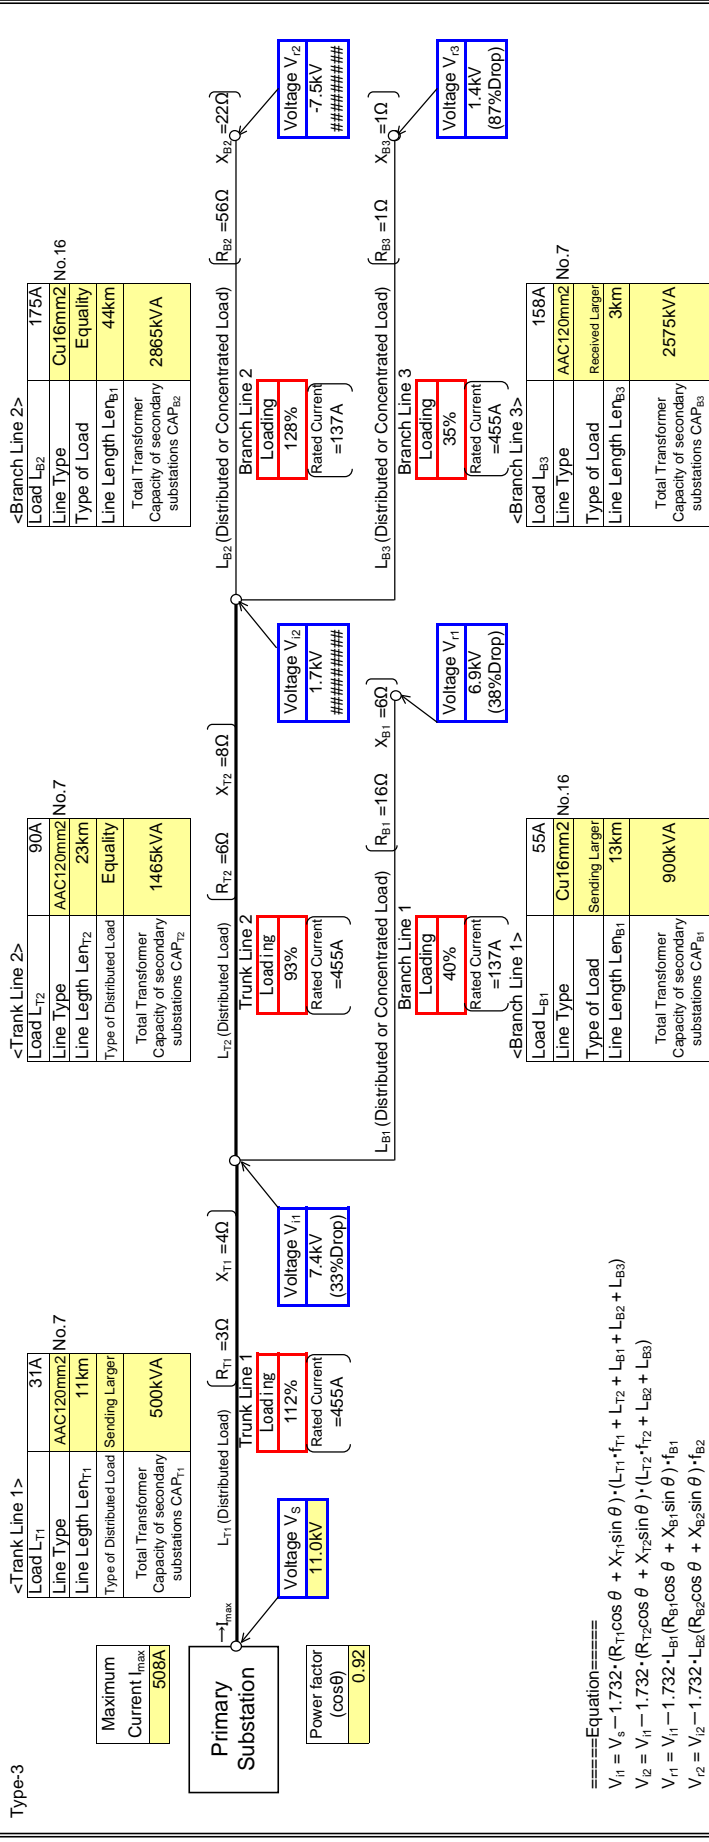 Type-3
Maximum
Current Imax
508A
Primary
Substation
Power factor
(cosθ)
0.92
→Imax
Voltage VS
11.0kV
<Trank Line 1>
Load LT1 31A
Line Type AAC120mm2 No.7
Line Legth LenT1 11km
Type of Distributed Load Sending Larger
Total Transformer
Capacity of secondary
substations CAPT1
500kVA
LT1 (Distributed Load) RT1 =3Ω XT1 =4Ω
Trunk Line 1
Loading
112%
Rated Current
=455A
Voltage Vi1
7.4kV
(33%Drop)
<Trank Line 2>
Load LT2 90A
Line Type AAC120mm2 No.7
Line Legth LenT2 23km
Type of Distributed Load Equality
Total Transformer
Capacity of secondary
substations CAPT2
1465kVA
LT2 (Distributed Load) RT2 =6Ω XT2 =8Ω
Trunk Line 2
Loading
93%
Rated Current
=455A
Voltage Vi2
1.7kV
#########
LB1 (Distributed or Concentrated Load) RB1 =16Ω XB1 =6Ω
Branch Line 1
Loading
40%
Rated Current
=137A
Voltage Vr1
6.9kV
(38%Drop)
<Branch Line 1>
Load LB1 55A
Line Type Cu16mm2 No.16
Type of Load Sending Larger
Line Length LenB1 13km
Total Transformer
Capacity of secondary
substations CAPB1
900kVA
<Branch Line 2>
Load LB2 175A
Line Type Cu16mm2 No.16
Type of Load Equality
Line Length LenB1 44km
Total Transformer
Capacity of secondary
substations CAPB2
2865kVA
LB2 (Distributed or Concentrated Load) RB2 =56Ω XB2 =22Ω
Branch Line 2
Loading
128%
Rated Current
=137A
Voltage Vr2
-7.5kV
#########
LB3 (Distributed or Concentrated Load) RB3 =1Ω XB3 =1Ω
Branch Line 3
Loading
35%
Rated Current
=455A
Voltage Vr3
1.4kV
(87%Drop)
<Branch Line 3>
Load LB3 158A
Line Type AAC120mm2 No.7
Type of Load Received Larger
Line Length LenB3 3km
Total Transformer
Capacity of secondary
substations CAPB3
2575kVA
=====Equation=====
Vi1 = Vs－1.732・(RT1cos θ + XT1sin θ)・(LT1・fT1 + LT2 + LB1 + LB2 + LB3)
Vi2 = Vi1－1.732・(RT2cos θ + XT2sin θ)・(LT2・fT2 + LB2 + LB3)
Vr1 = Vi1－1.732・LB1(RB1cos θ + XB1sin θ)・fB1
Vr2 = Vi2－1.732・LB2(RB2cos θ + XB2sin θ)・fB2